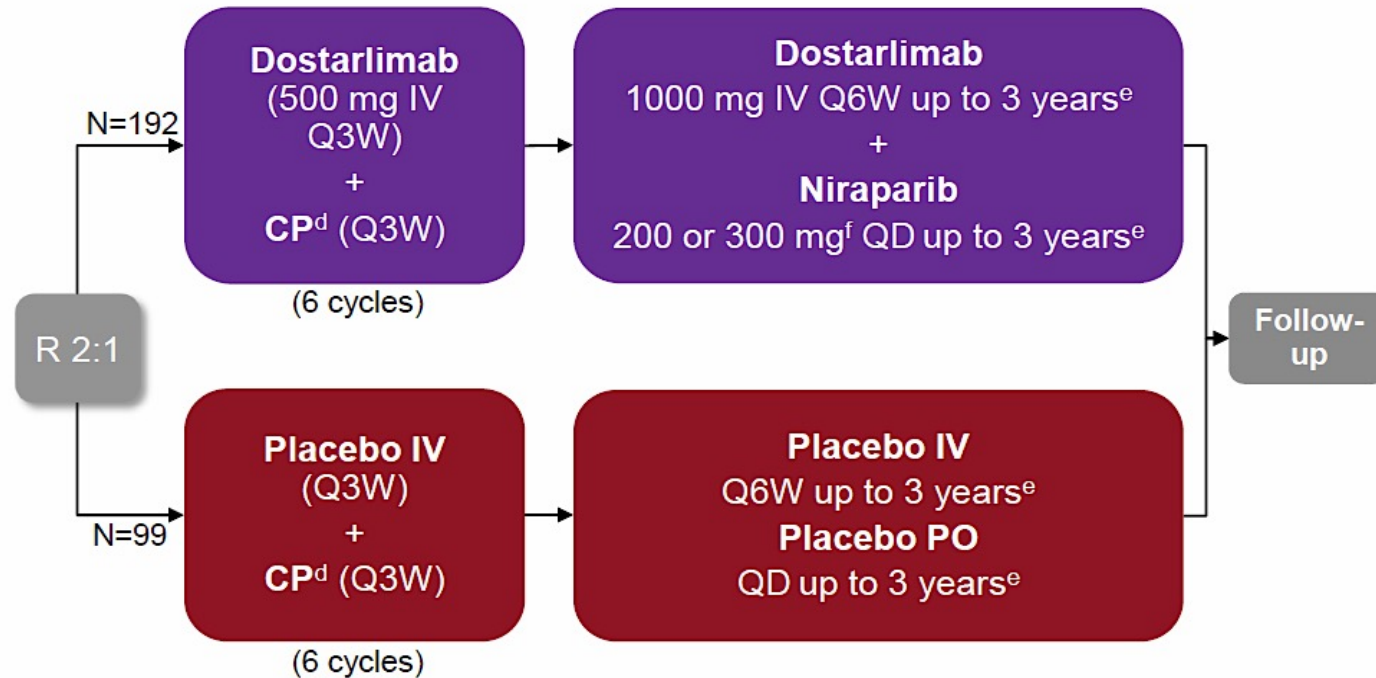 R 2:1
N=192
Dostarlimab
(500 mg IV
Q3W)
+
CPᵈ (Q3W)
(6 cycles)
Dostarlimab
1000 mg IV Q6W up to 3 yearsᵉ
+
Niraparib
200 or 300 mgᶠ QD up to 3 yearsᵉ
N=99
Placebo IV
(Q3W)
+
CPᵈ (Q3W)
(6 cycles)
Placebo IV
Q6W up to 3 yearsᵉ
Placebo PO
QD up to 3 yearsᵉ
Follow-
up